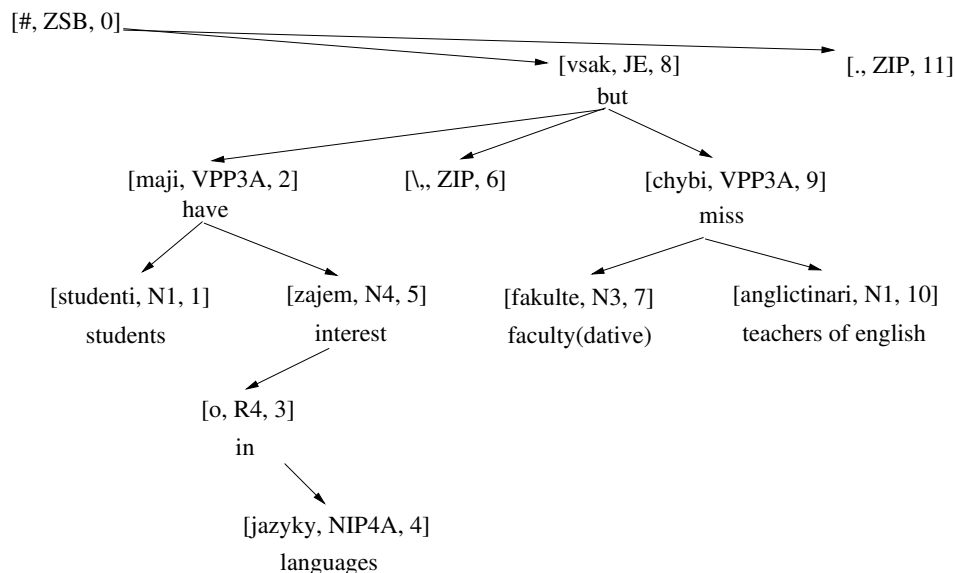 [#, ZSB, 0]
[vsak, JE, 8] [., ZIP, 11]
but
[maji, VPP3A, 2] [\,, ZIP, 6] [chybi, VPP3A, 9]
have miss
[studenti, N1, 1] [zajem, N4, 5] [fakulte, N3, 7] [anglictinari, N1, 10]
students interest faculty(dative) teachers of english
[o, R4, 3]
in
[jazyky, NIP4A, 4]
languages